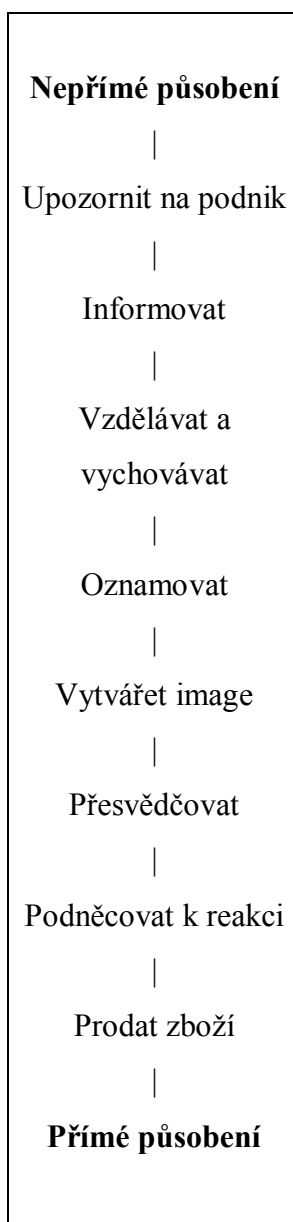 Nepřímé působení
|
Upozornit na podnik
|
Informovat
|
Vzdělávat a
vychovávat
|
Oznamovat
|
Vytvářet image
|
Přesvědčovat
|
Podněcovat k reakci
|
Prodat zboží
|
Přímé působení